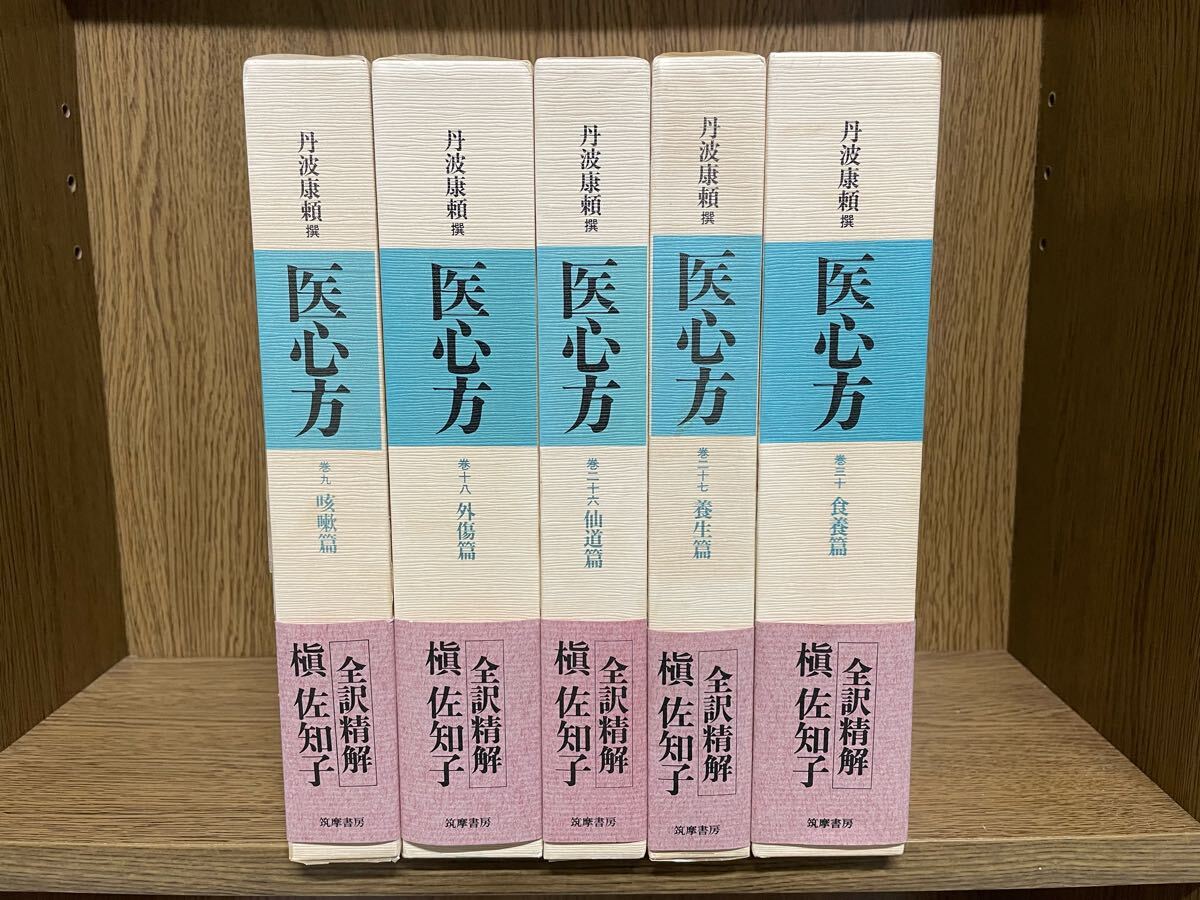 丹波康頼 撰
医心方
巻九 咳嗽篇
全訳精解
槇 佐知子
筑摩書房
丹波康頼 撰
医心方
巻十八 外傷篇
全訳精解
槇 佐知子
筑摩書房
丹波康頼 撰
医心方
巻二十六 仙道篇
全訳精解
槇 佐知子
筑摩書房
丹波康頼 撰
医心方
巻二十七 養生篇
全訳精解
槇 佐知子
筑摩書房
丹波康頼 撰
医心方
巻三十 食養篇
全訳精解
槇 佐知子
筑摩書房